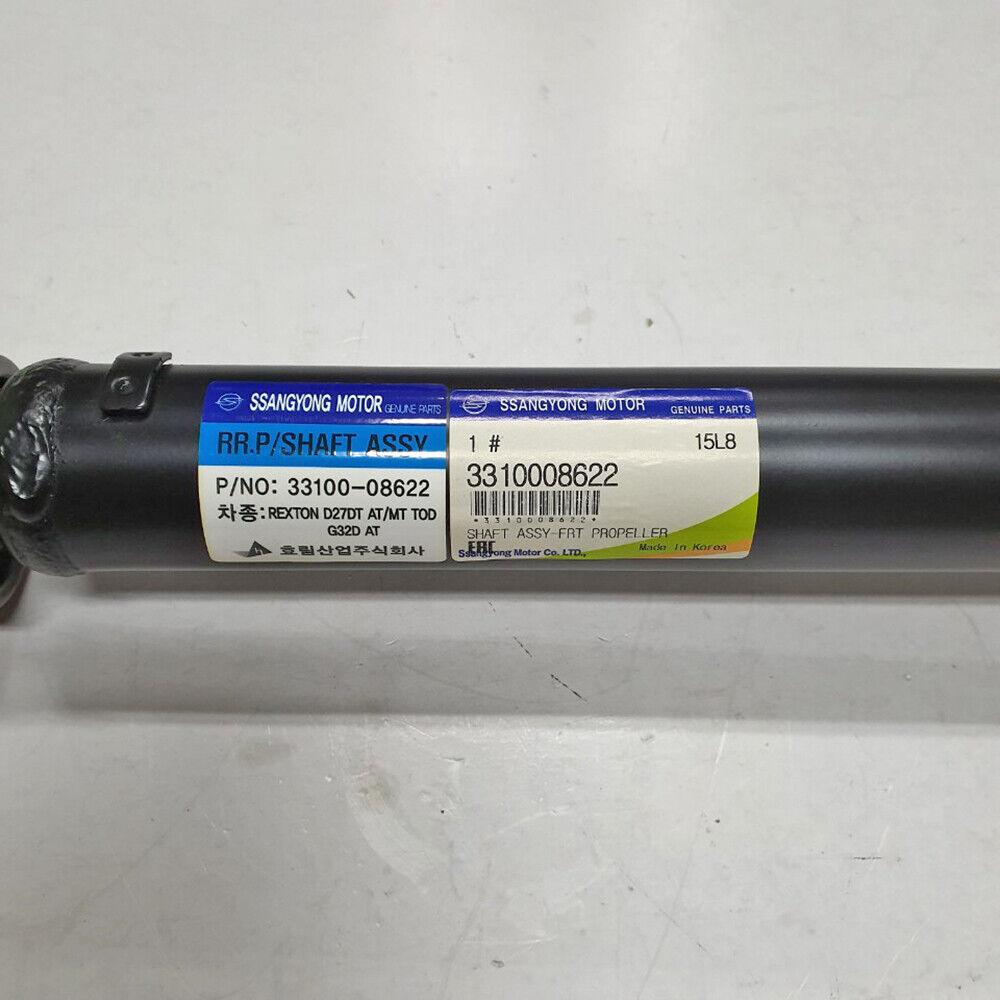 SSANGYONG MOTOR GENUINE PARTS
RR.P/SHAFT ASSY
P/NO: 33100-08622
차종: REXTON D27DT AT/MT TOD
G32D AT
효림산업주식회사
SSANGYONG MOTOR GENUINE PARTS
1 # 15L8
3310008622
*3310008622*
SHAFT ASSY-FRT PROPELLER
EAC
Ssangyong Motor Co. LTD., Made in Korea